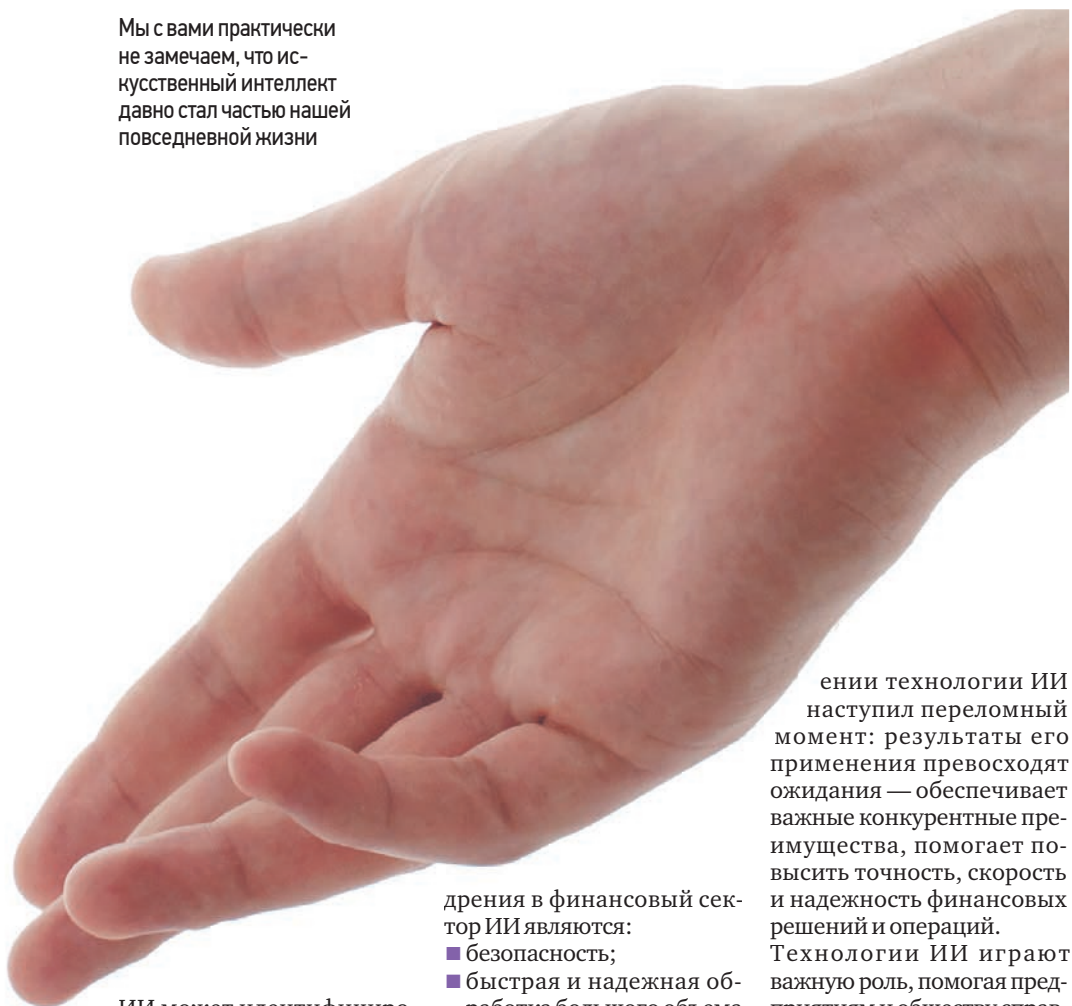 Мы с вами практически
не замечаем, что ис-
кусственный интеллект
давно стал частью нашей
повседневной жизни
дрения в финансовый сек-
тор ИИ являются:
■ безопасность;
■ быстрая и надежная об-
ении технологии ИИ
наступил переломный
момент: результаты его
применения превосходят
ожидания — обеспечивает
важные конкурентные пре-
имущества, помогает по-
высить точность, скорость
и надежность финансовых
решений и операций.
Технологии ИИ играют
важную роль, помогая пред-